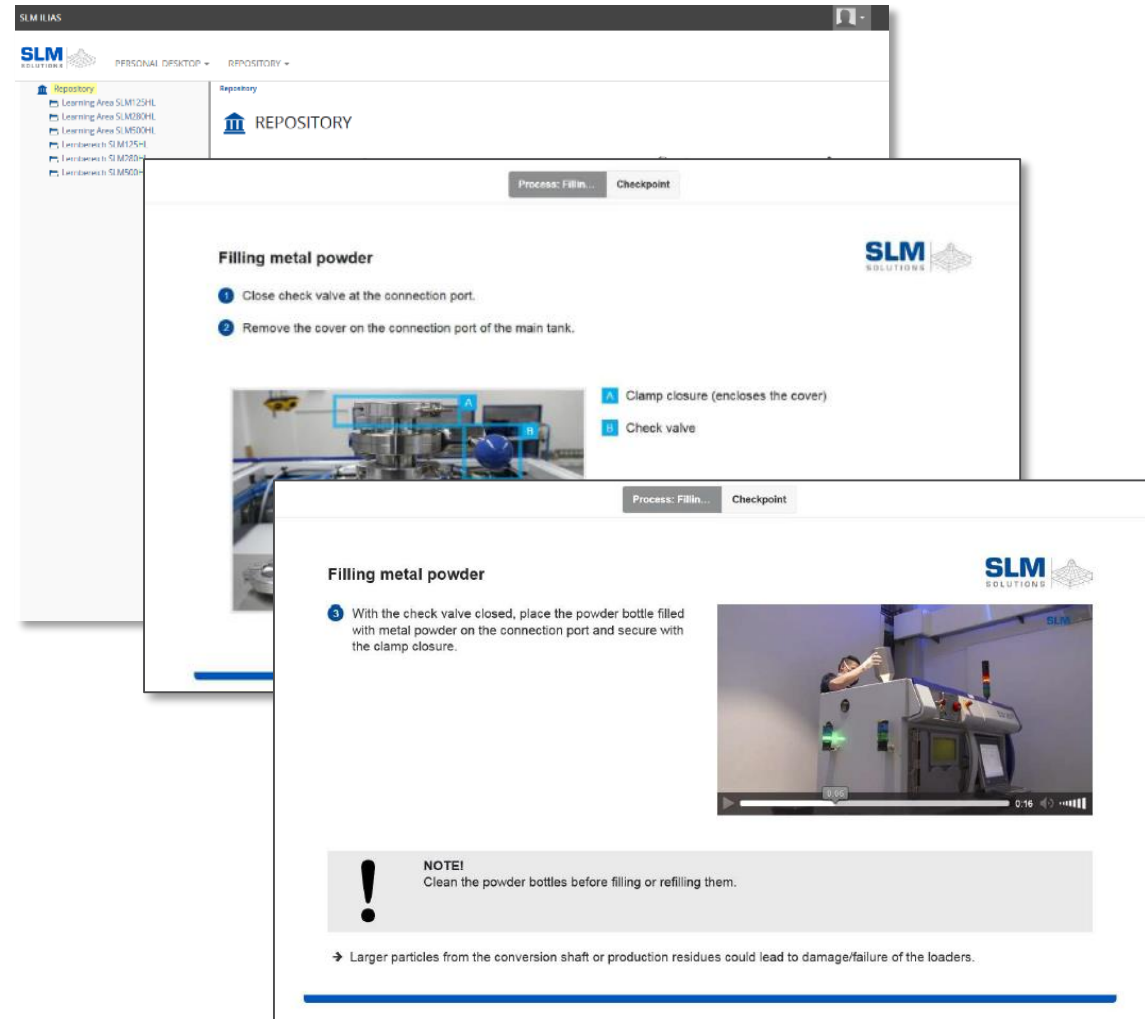 SLM ILIAS
SLM
SOLUTIONS
PERSONAL DESKTOP
REPOSITORY
Repository
Learning Area SLM125HL
Learning Area SLM280HL
Learning Area SLM500HL
Lernbereich SLM125HL
Lernbereich SLM280HL
Lernbereich SLM500H
Repository
REPOSITORY
Process: Fillin...
Checkpoint
Filling metal powder
SLM
SOLUTIONS
1 Close check valve at the connection port.
2 Remove the cover on the connection port of the main tank.
A
B
A Clamp closure (encloses the cover)
B Check valve
Process: Fillin...
Checkpoint
Filling metal powder
SLM
SOLUTIONS
3 With the check valve closed, place the powder bottle filled
with metal powder on the connection port and secure with
the clamp closure.
SLM
0:06
0:16
NOTE!
Clean the powder bottles before filling or refilling them.
→ Larger particles from the conversion shaft or production residues could lead to damage/failure of the loaders.